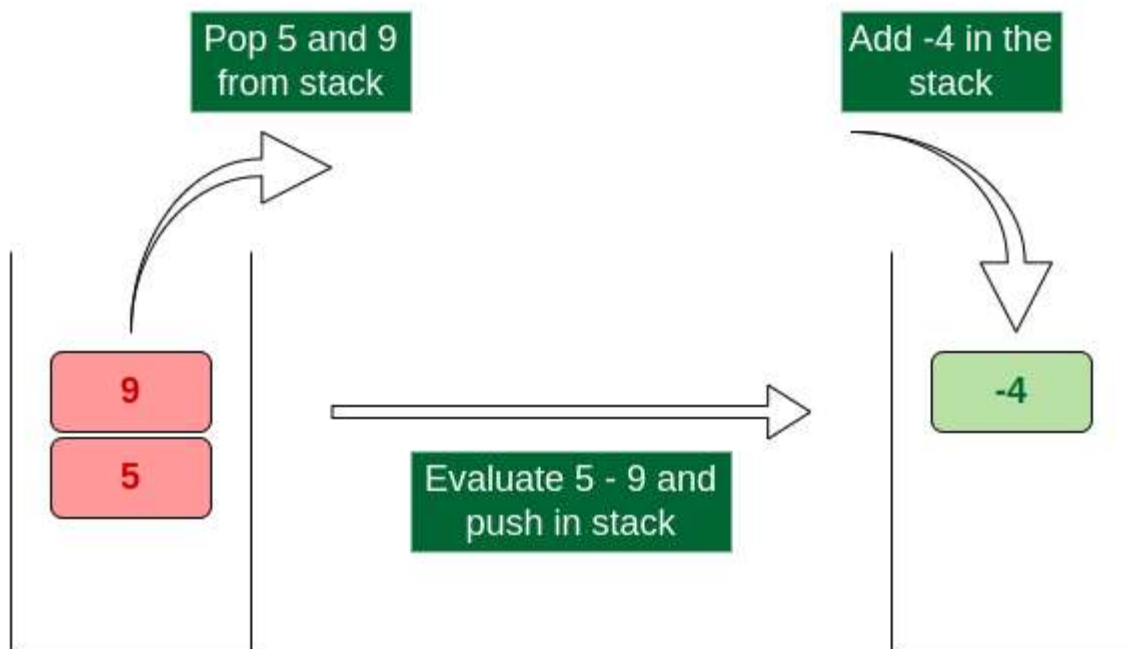 Pop 5 and 9
from stack
Add -4 in the
stack
9
5
-4
Evaluate 5 - 9 and
push in stack